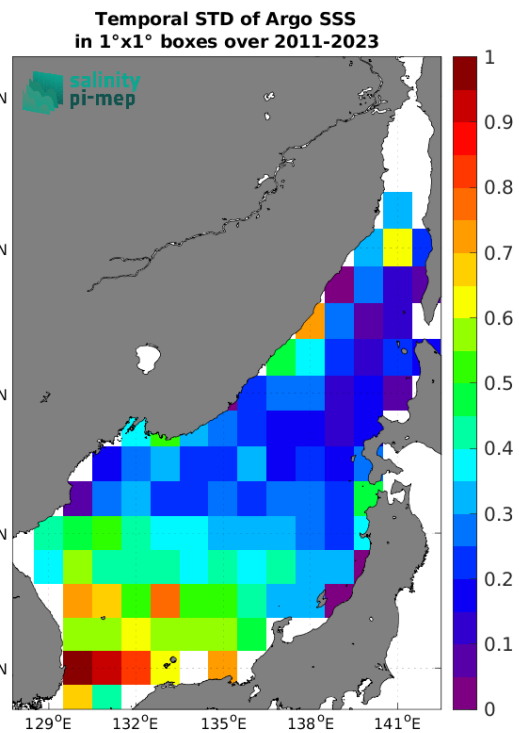 Temporal STD of Argo SSS
in 1°x1° boxes over 2011-2023
salinity
pi-mep
N
N
N
N
N
1
0.9
0.8
0.7
0.6
0.5
0.4
0.3
0.2
0.1
0
129°E 132°E 135°E 138°E 141°E